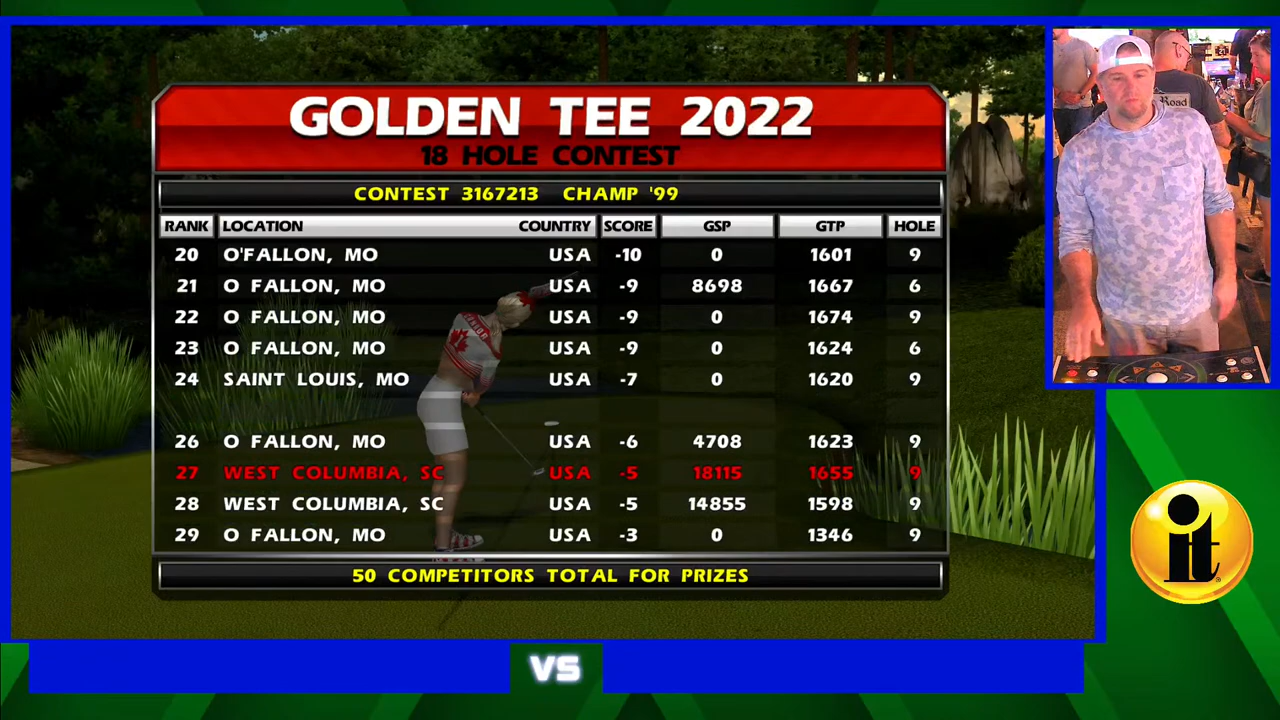 GOLDEN TEE 2022
18 HOLE CONTEST
CONTEST 3167213 CHAMP '99
RANK LOCATION COUNTRY SCORE GSP GTP HOLE
20 O'FALLON, MO USA -10 0 1601 9
21 O FALLON, MO USA -9 8698 1667 6
22 O FALLON, MO USA -9 0 1674 9
23 O FALLON, MO USA -9 0 1624 6
24 SAINT LOUIS, MO USA -7 0 1620 9
26 O FALLON, MO USA -6 4708 1623 9
27 WEST COLUMBIA, SC USA -5 18115 1655 9
28 WEST COLUMBIA, SC USA -5 14855 1598 9
29 O FALLON, MO USA -3 0 1346 9
50 COMPETITORS TOTAL FOR PRIZES
Road
it
VS